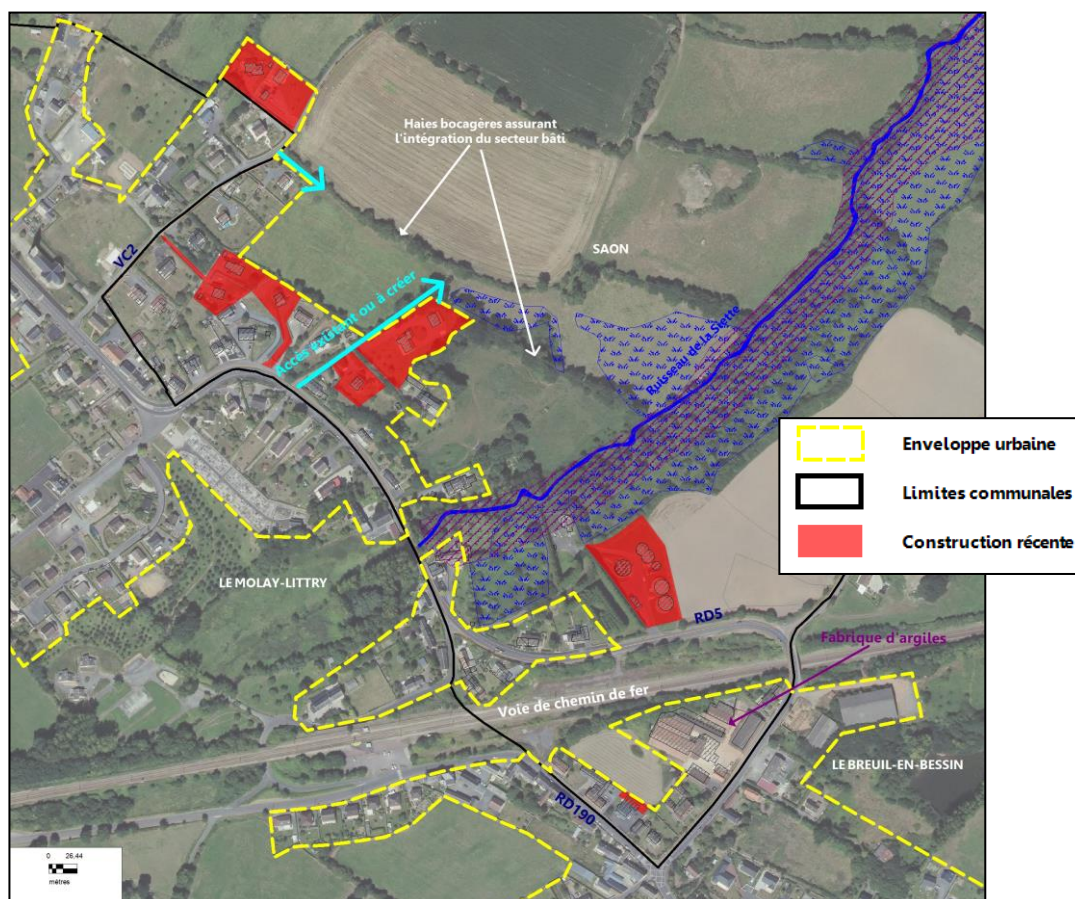 Haies bocagères assurant
l'intégration du secteur bâti
SAON
VC2
Accès existant ou à créer
Ruisseau de la Siette
Enveloppe urbaine
Limites communales
Construction récente
LE MOLAY-LITTRY
RD5
Fabrique d'argiles
Voie de chemin de fer
LE BREUIL-EN-BESSIN
RD190
0 26.44
mètres